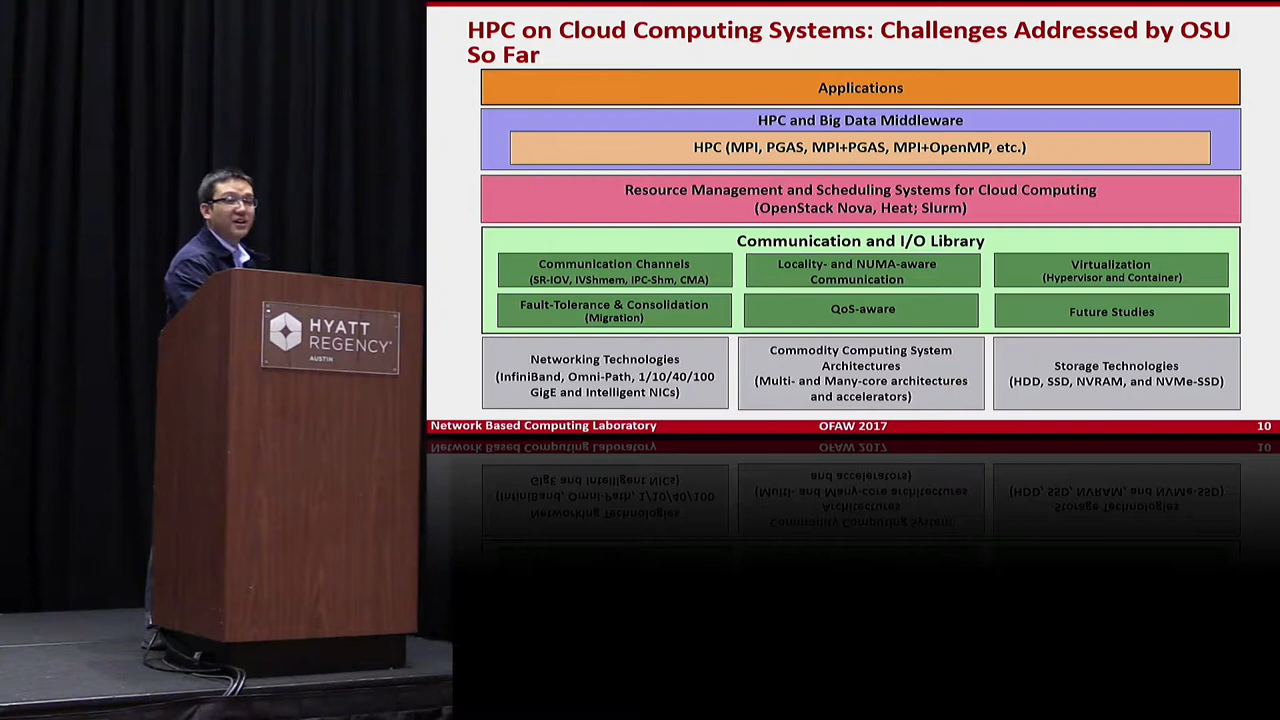 HPC on Cloud Computing Systems: Challenges Addressed by OSU
So Far
Applications
HPC and Big Data Middleware
HPC (MPI, PGAS, MPI+PGAS, MPI+OpenMP, etc.)
Resource Management and Scheduling Systems for Cloud Computing
(OpenStack Nova, Heat; Slurm)
Communication and I/O Library
Communication Channels
(SR-IOV, IVShmem, IPC-Shm, CMA)
Locality- and NUMA-aware
Communication
Virtualization
(Hypervisor and Container)
Fault-Tolerance & Consolidation
(Migration)
QoS-aware
Future Studies
Networking Technologies
(InfiniBand, Omni-Path, 1/10/40/100
GigE and Intelligent NICs)
Commodity Computing System
Architectures
(Multi- and Many-core architectures
and accelerators)
Storage Technologies
(HDD, SSD, NVRAM, and NVMe-SSD)
Network Based Computing Laboratory
OFAW 2017
10
HYATT
REGENCY
AUSTIN